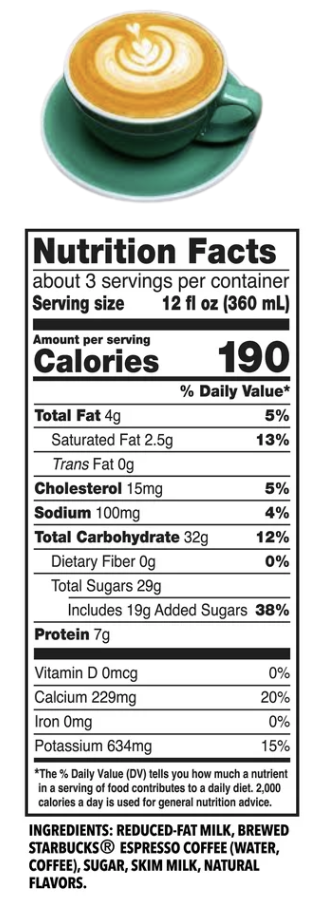 Nutrition Facts
about 3 servings per container
Serving size 12 fl oz (360 mL)
Amount per serving
Calories 190
% Daily Value*
Total Fat 4g 5%
Saturated Fat 2.5g 13%
Trans Fat 0g
Cholesterol 15mg 5%
Sodium 100mg 4%
Total Carbohydrate 32g 12%
Dietary Fiber 0g 0%
Total Sugars 29g
Includes 19g Added Sugars 38%
Protein 7g
Vitamin D 0mcg 0%
Calcium 229mg 20%
Iron 0mg 0%
Potassium 634mg 15%
*The % Daily Value (DV) tells you how much a nutrient
in a serving of food contributes to a daily diet. 2,000
calories a day is used for general nutrition advice.
INGREDIENTS: REDUCED-FAT MILK, BREWED
STARBUCKS® ESPRESSO COFFEE (WATER,
COFFEE), SUGAR, SKIM MILK, NATURAL
FLAVORS.